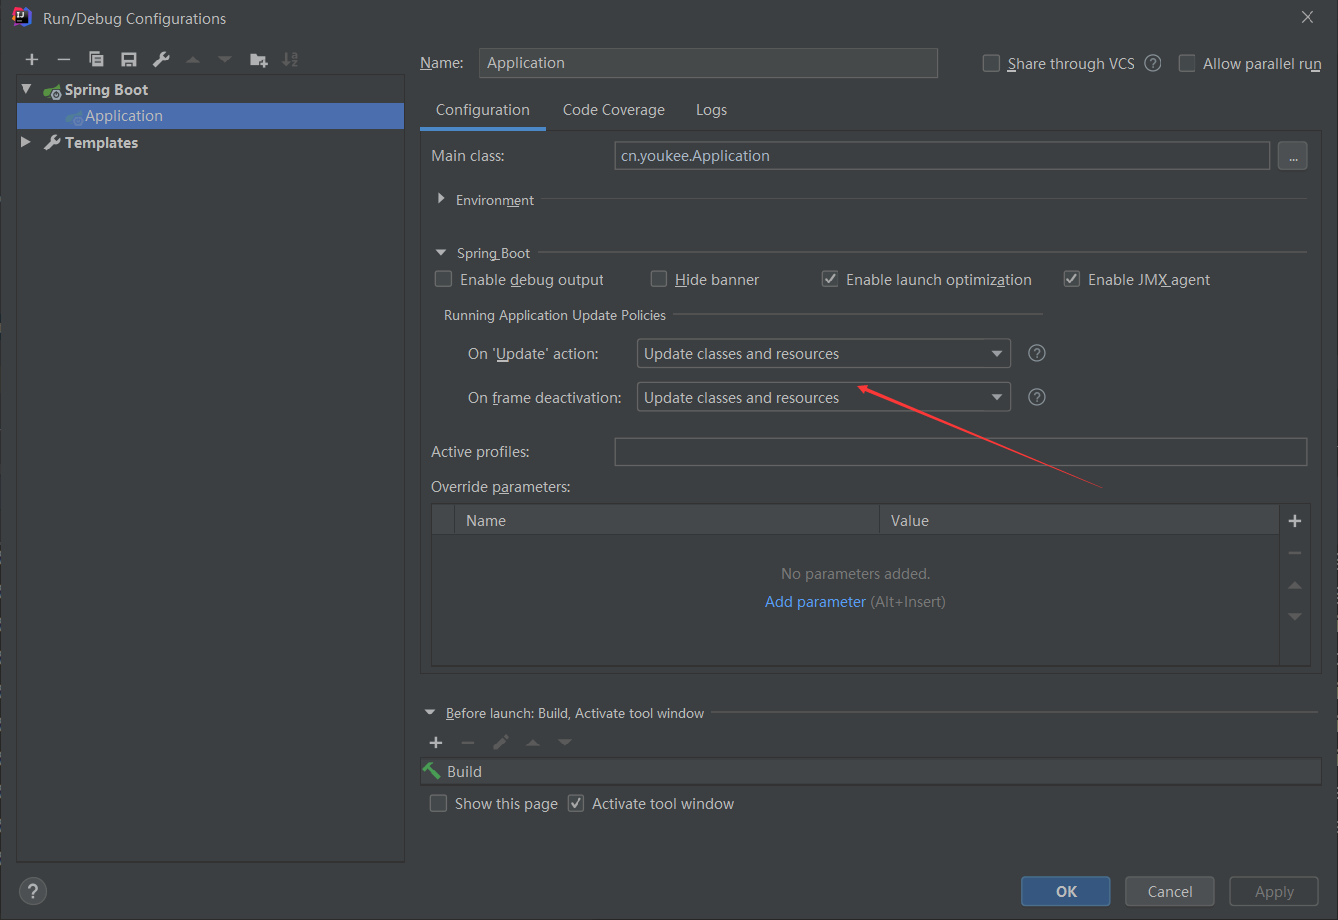 Run/Debug Configurations
Name: Application Share through VCS ? Allow parallel run
Spring Boot
Application
Templates
Configuration Code Coverage Logs
Main class: cn.youkee.Application ...
Environment
Spring Boot
Enable debug output Hide banner Enable launch optimization Enable JMX agent
Running Application Update Policies
On 'Update' action: Update classes and resources ?
On frame deactivation: Update classes and resources ?
Active profiles:
Override parameters:
Name Value
No parameters added.
Add parameter (Alt+Insert)
Before launch: Build, Activate tool window
Build
Show this page Activate tool window
? OK Cancel Apply